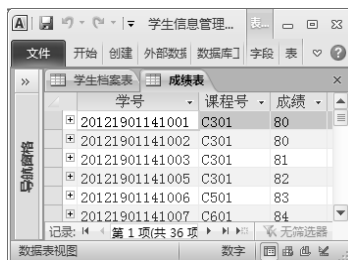 学生信息管理...
表...
文件 开始 创建 外部数据 数据库工 字段 表
学生档案表 成绩表
学号 课程号 成绩
20121901141001 C301 80
20121901141002 C301 80
20121901141003 C301 81
20121901141005 C301 82
20121901141006 C501 83
20121901141007 C601 84
导航窗格
记录: 第 1 项(共 36 项 无筛选器
数据表视图 数字